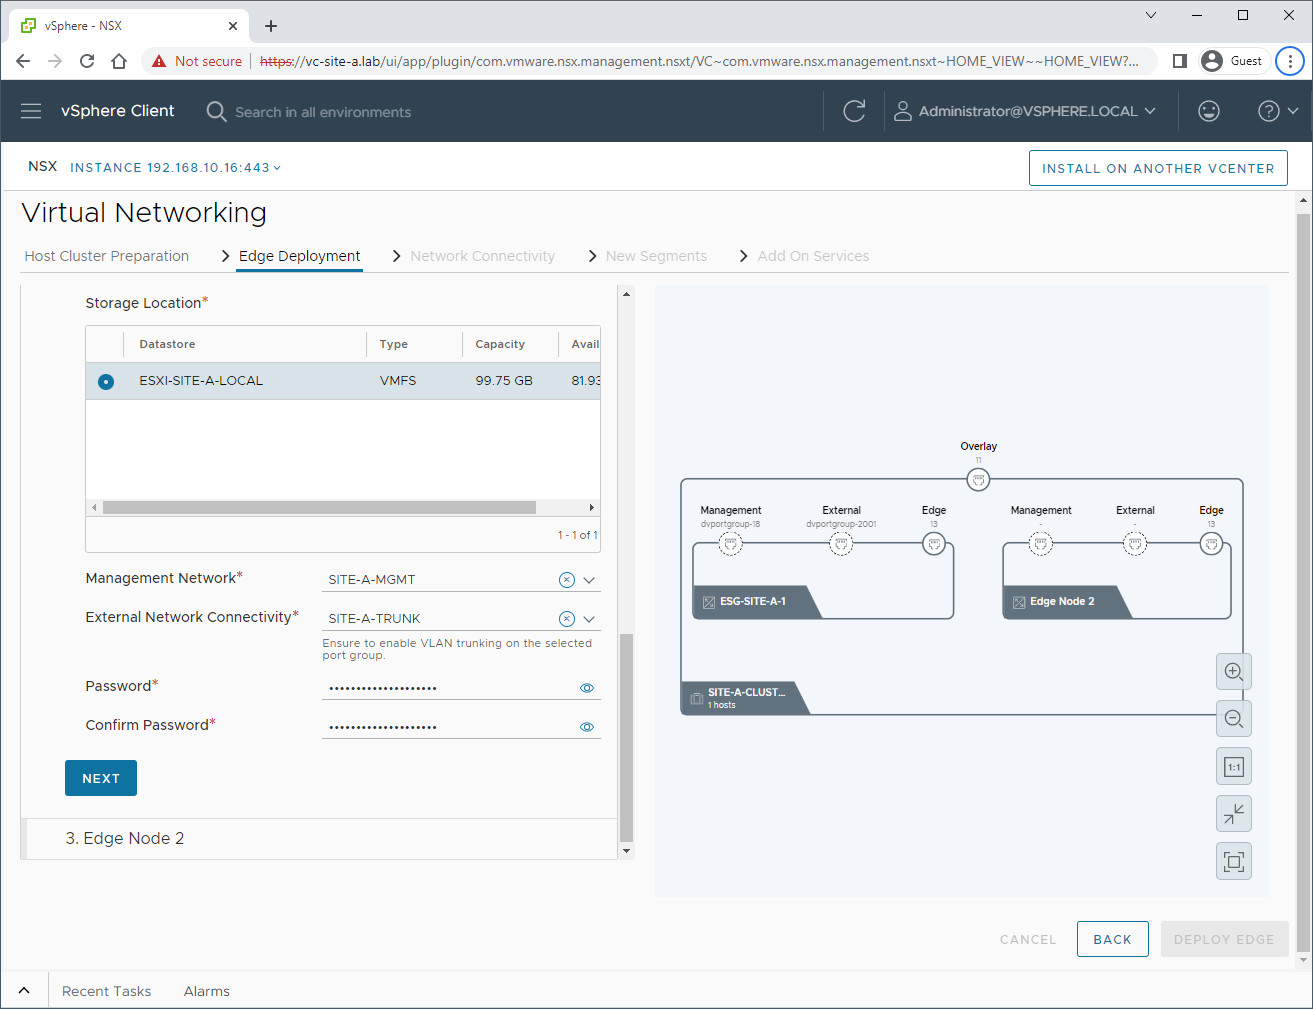 vSphere - NSX
Not secure
https://vc-site-a.lab/ui/app/plugin/com.vmware.nsx.management.nsxt/VC~com.vmware.nsx.management.nsxt~HOME_VIEW~~HOME_VIEW?...
Guest
vSphere Client
Search in all environments
Administrator@VSPHERE.LOCAL
NSX INSTANCE 192.168.10.16:443
INSTALL ON ANOTHER VCENTER
Virtual Networking
Host Cluster Preparation
Edge Deployment
Network Connectivity
New Segments
Add On Services
Storage Location*
Datastore Type Capacity Avail
ESXI-SITE-A-LOCAL VMFS 99.75 GB 81.93
1 - 1 of 1
Management Network* SITE-A-MGMT
External Network Connectivity* SITE-A-TRUNK
Ensure to enable VLAN trunking on the selected
port group.
Password* ••••••••••••••••••••
Confirm Password* ••••••••••••••••••••
NEXT
3. Edge Node 2
Overlay
11
Management External Edge
dvportgroup-18 dvportgroup-2001 13
ESG-SITE-A-1
Management External Edge
- - 13
Edge Node 2
SITE-A-CLUST...
1 hosts
1:1
CANCEL
BACK
DEPLOY EDGE
Recent Tasks
Alarms